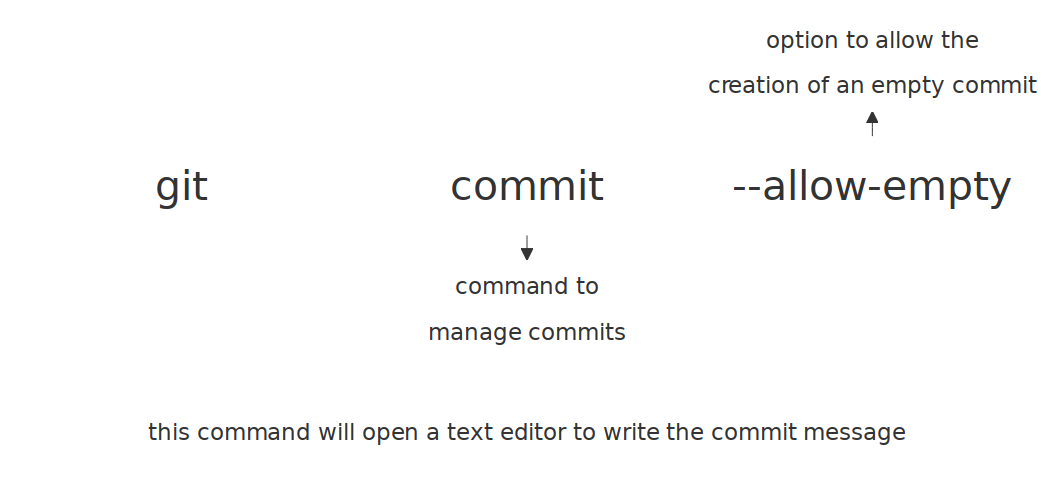 option to allow the
creation of an empty commit
git commit --allow-empty
command to
manage commits
this command will open a text editor to write the commit message